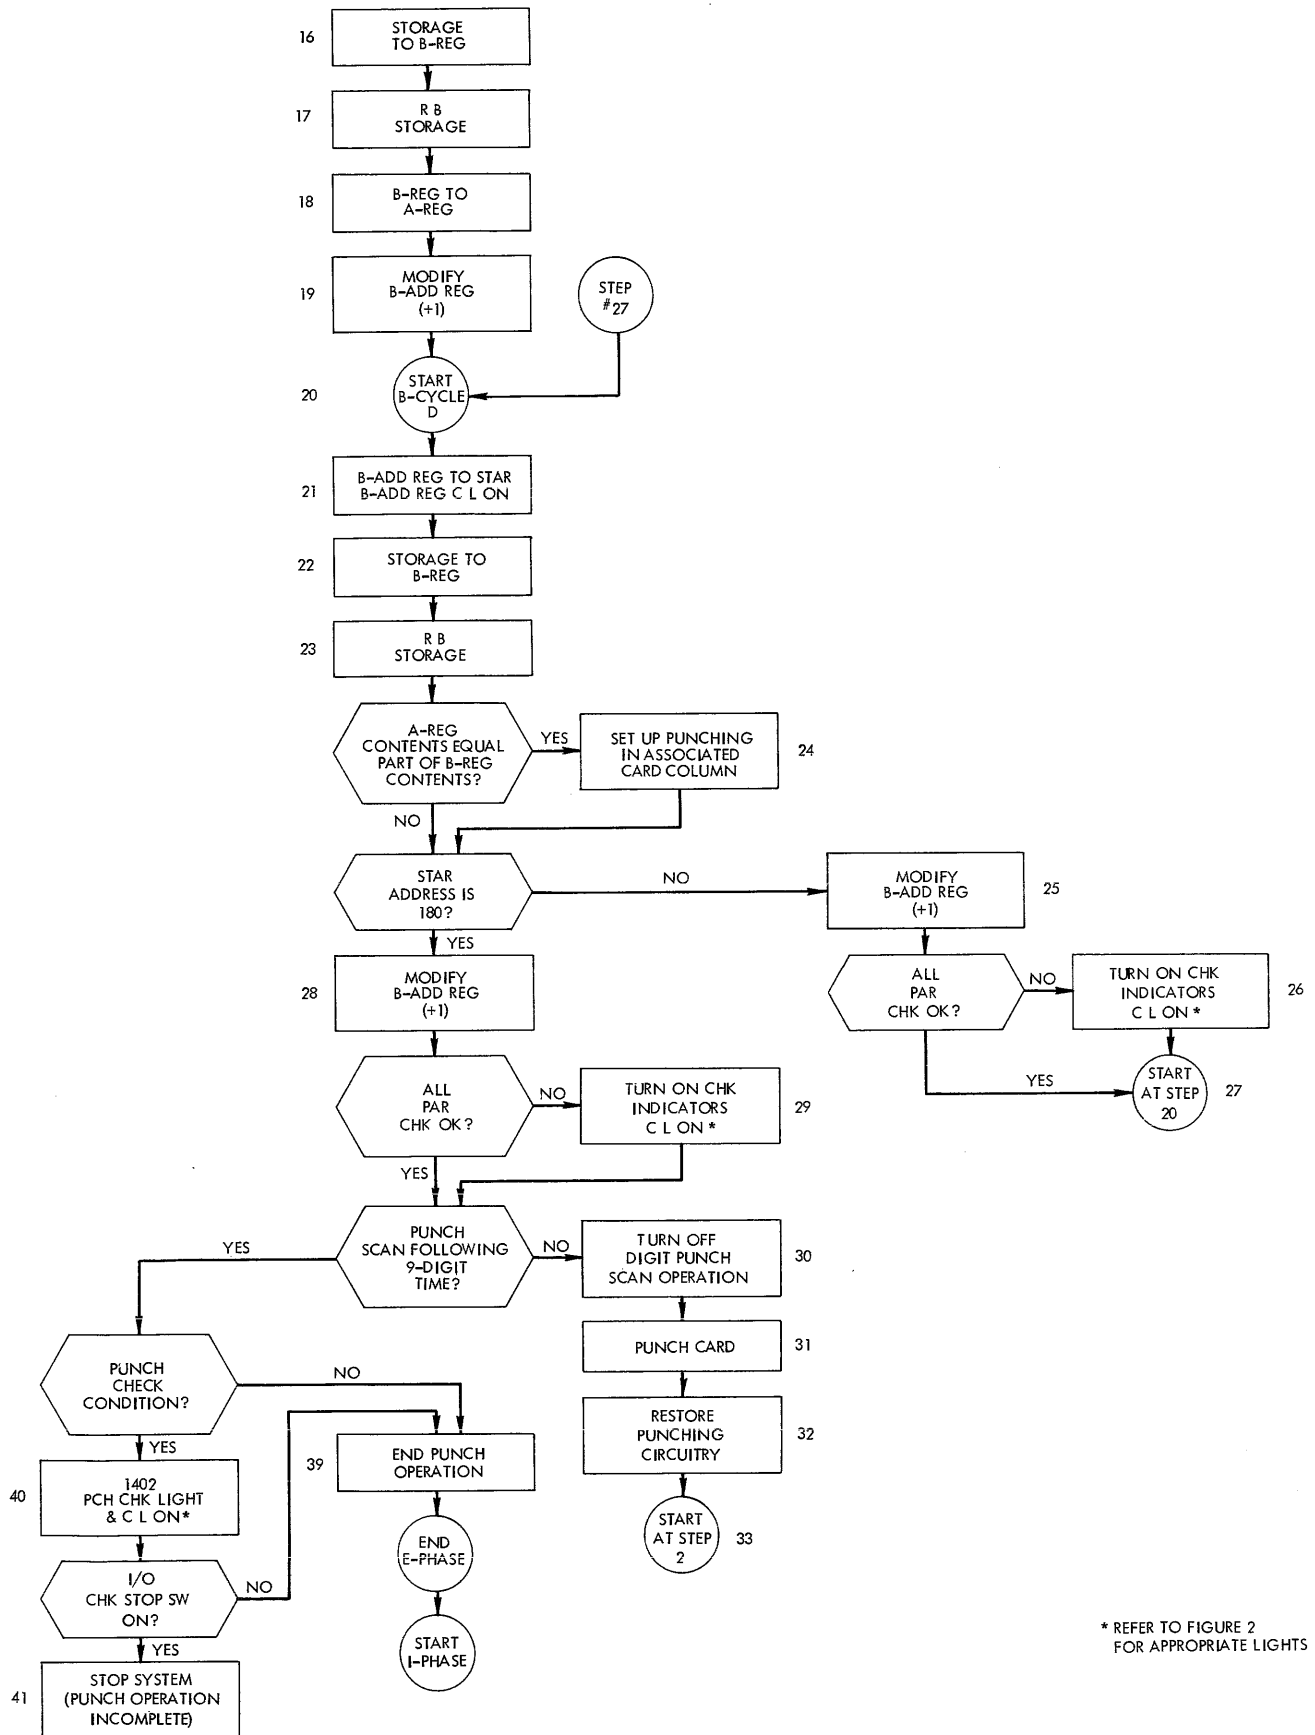 16
STORAGE
TO B-REG
17
R B
STORAGE
18
B-REG TO
A-REG
19
MODIFY
B-ADD REG
(+1)
STEP
#27
20
START
B-CYCLE
D
21
B-ADD REG TO STAR
B-ADD REG C L ON
22
STORAGE TO
B-REG
23
R B
STORAGE
A-REG
CONTENTS EQUAL
PART OF B-REG
CONTENTS?
YES
SET UP PUNCHING
IN ASSOCIATED
CARD COLUMN
24
NO
STAR
ADDRESS IS
180?
NO
MODIFY
B-ADD REG
(+1)
25
YES
28
MODIFY
B-ADD REG
(+1)
ALL
PAR
CHK OK?
NO
TURN ON CHK
INDICATORS
C L ON *
26
YES
START
AT STEP
20
27
ALL
PAR
CHK OK?
NO
TURN ON CHK
INDICATORS
C L ON *
29
YES
PUNCH
SCAN FOLLOWING
9-DIGIT
TIME?
YES
NO
TURN OFF
DIGIT PUNCH
SCAN OPERATION
30
PUNCH CARD
31
RESTORE
PUNCHING
CIRCUITRY
32
START
AT STEP
2
33
PUNCH
CHECK
CONDITION?
NO
YES
39
END PUNCH
OPERATION
40
1402
PCH CHK LIGHT
& C L ON *
END
E-PHASE
I/O
CHK STOP SW
ON?
NO
START
I-PHASE
YES
41
STOP SYSTEM
(PUNCH OPERATION
INCOMPLETE)
* REFER TO FIGURE 2
FOR APPROPRIATE LIGHTS